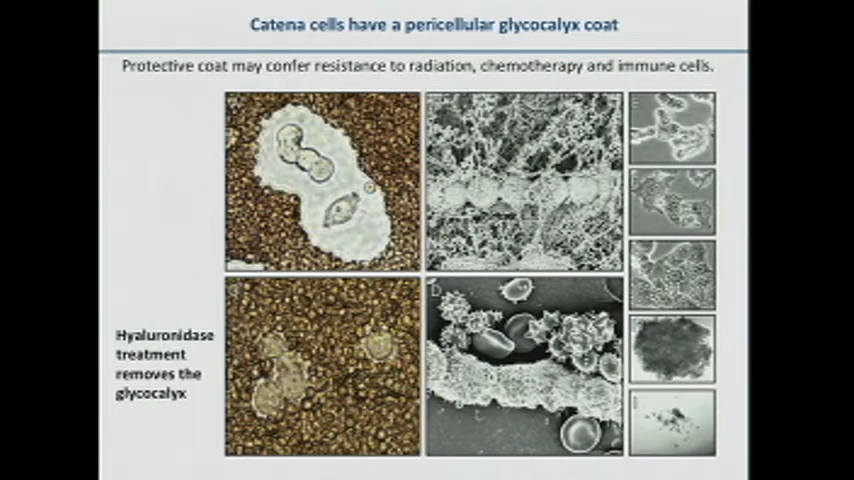 Catena cells have a pericellular glycocalyx coat
Protective coat may confer resistance to radiation, chemotherapy and immune cells.
Hyaluronidase
treatment
removes the
glycocalyx
D